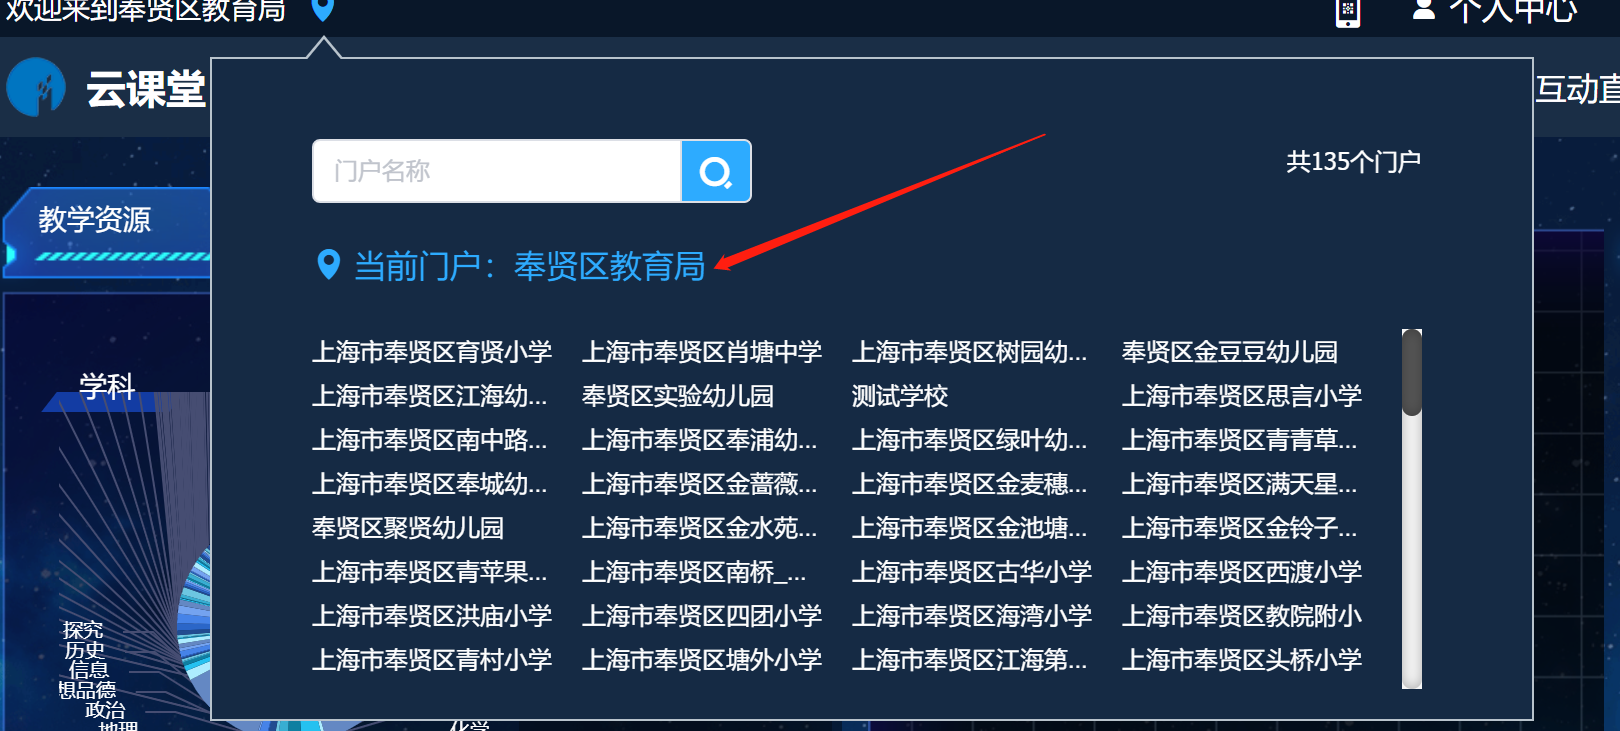 欢迎来到奉贤区教育局
个人中心
云课堂
互动直
门户名称
共135个门户
教学资源
当前门户：奉贤区教育局
上海市奉贤区育贤小学 上海市奉贤区肖塘中学 上海市奉贤区树园幼... 奉贤区金豆豆幼儿园
上海市奉贤区江海幼... 奉贤区实验幼儿园 测试学校 上海市奉贤区思言小学
上海市奉贤区南中路... 上海市奉贤区奉浦幼... 上海市奉贤区绿叶幼... 上海市奉贤区青青草...
上海市奉贤区奉城幼... 上海市奉贤区金蔷薇... 上海市奉贤区金麦穗... 上海市奉贤区满天星...
奉贤区聚贤幼儿园 上海市奉贤区金水苑... 上海市奉贤区金池塘... 上海市奉贤区金铃子...
上海市奉贤区青苹果... 上海市奉贤区南桥_... 上海市奉贤区古华小学 上海市奉贤区西渡小学
上海市奉贤区洪庙小学 上海市奉贤区四团小学 上海市奉贤区海湾小学 上海市奉贤区教院附小
上海市奉贤区青村小学 上海市奉贤区塘外小学 上海市奉贤区江海第... 上海市奉贤区头桥小学
学科
探究
历史
信息
想品德
政治
地理
化学